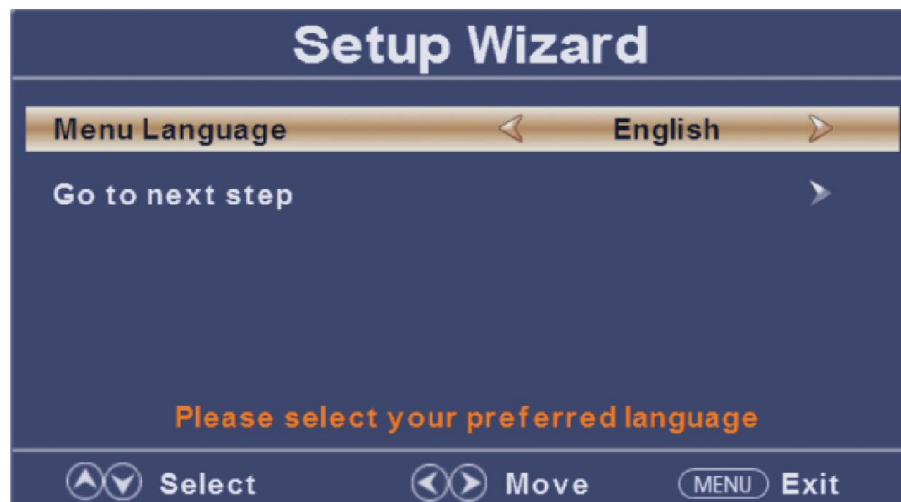 Setup Wizard
Menu Language English
Go to next step
Please select your preferred language
Select Move MENU Exit